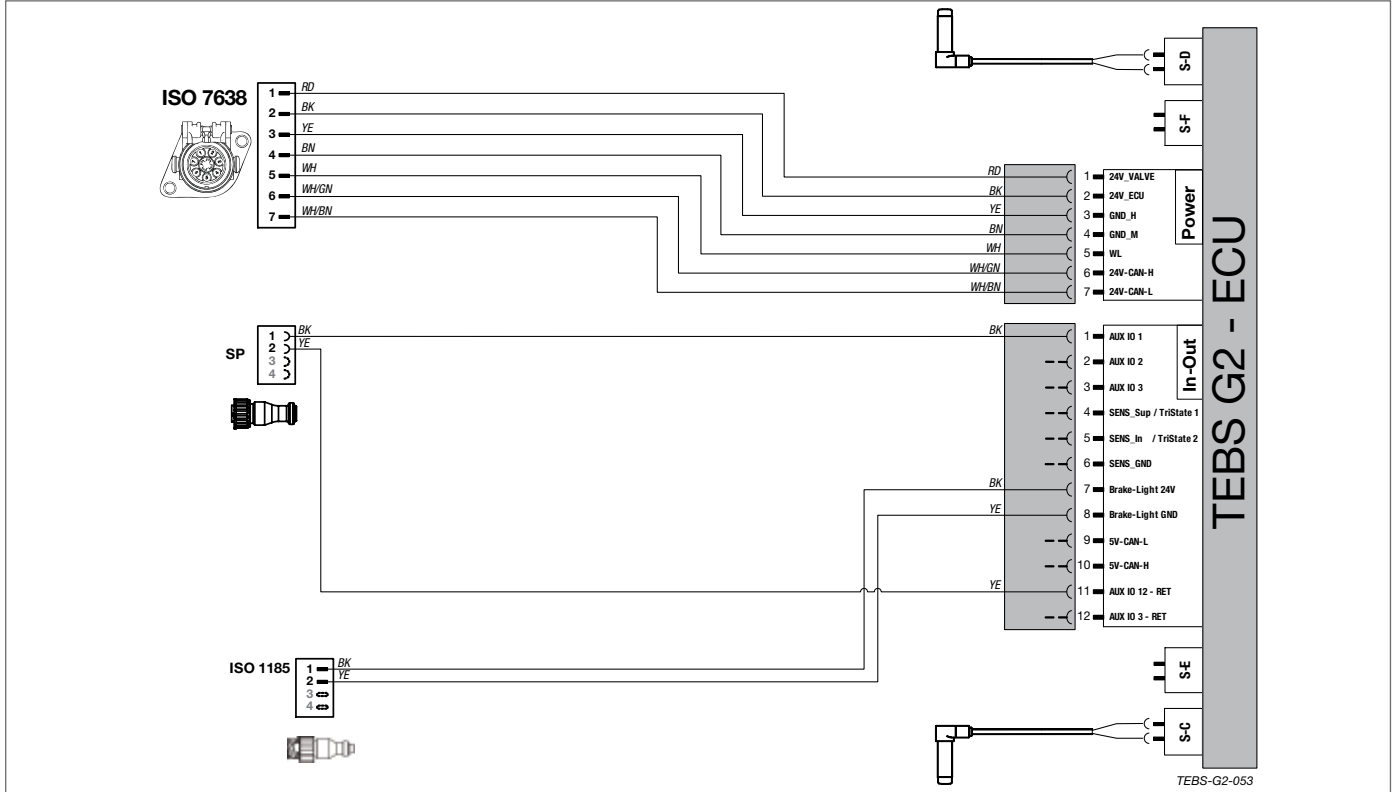 ISO 7638
1 RD
2 BK
3 YE
4 BN
5 WH
6 WH/GN
7 WH/BN
SP
1 BK
2 YE
3
4
ISO 1185
1 BK
2 YE
3
4
S-D
S-F
Power
RD 1 24V_VALVE
BK 2 24V_ECU
YE 3 GND_H
BN 4 GND_M
WH 5 WL
WH/GN 6 24V-CAN-H
WH/BN 7 24V-CAN-L
In-Out
BK 1 AUX IO 1
2 AUX IO 2
3 AUX IO 3
4 SENS_Sup / TriState 1
5 SENS_In / TriState 2
6 SENS_GND
BK 7 Brake-Light 24V
YE 8 Brake-Light GND
9 5V-CAN-L
10 5V-CAN-H
YE 11 AUX IO 12 - RET
12 AUX IO 3 - RET
S-E
S-C
TEBS G2 - ECU
TEBS-G2-053